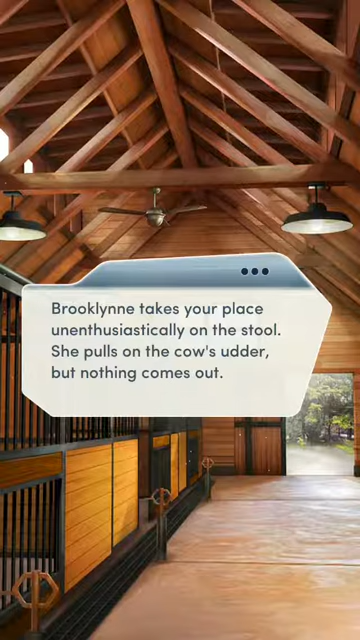 Brooklynne takes your place
unenthusiastically on the stool.
She pulls on the cow's udder,
but nothing comes out.